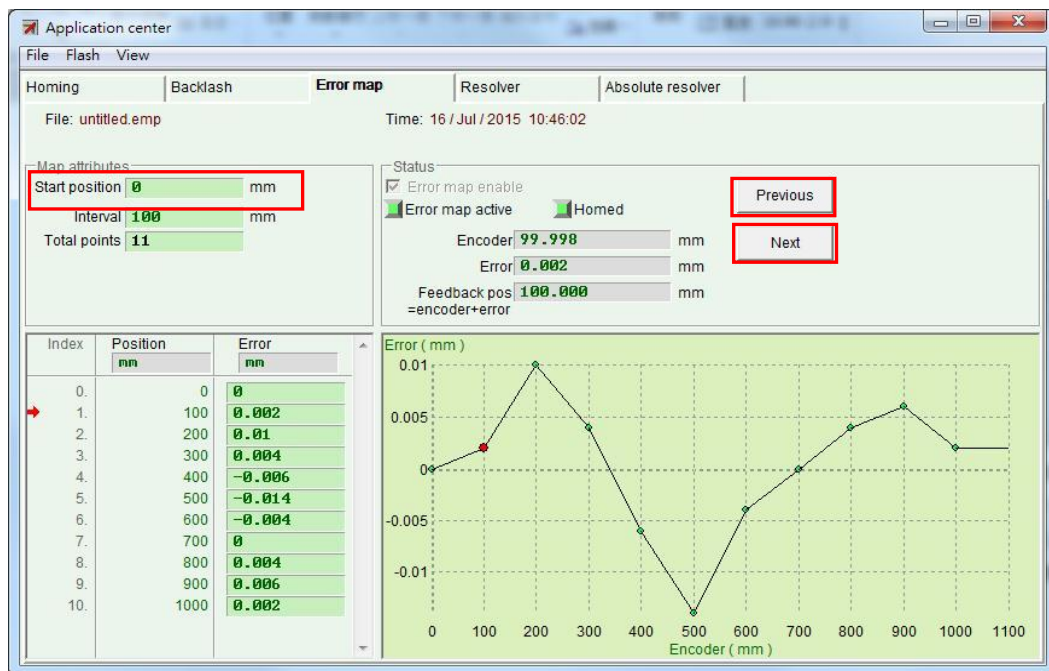 Application center
File Flash View
Homing Backlash Error map Resolver Absolute resolver
File: untitled.emp Time: 16 / Jul / 2015 10:46:02
Map attributes
Start position 0 mm
Interval 100 mm
Total points 11
Status
Error map enable
Error map active Homed
Encoder 99.998 mm
Error 0.002 mm
Feedback pos 100.000 mm
=encoder+error
Previous
Next
Index Position Error
mm mm
0. 0 0
1. 100 0.002
2. 200 0.01
3. 300 0.004
4. 400 -0.006
5. 500 -0.014
6. 600 -0.004
7. 700 0
8. 800 0.004
9. 900 0.006
10. 1000 0.002
Error ( mm )
0.01
0.005
0
-0.005
-0.01
0 100 200 300 400 500 600 700 800 900 1000 1100
Encoder ( mm )